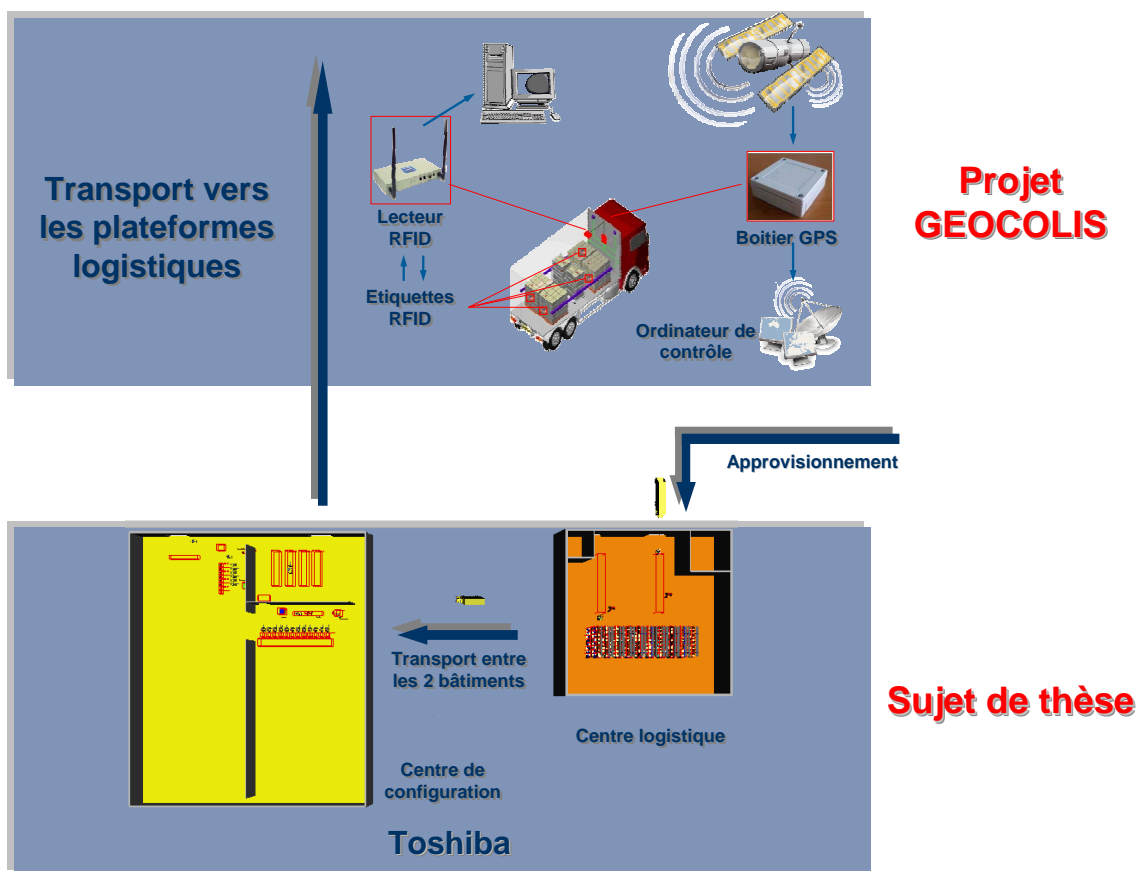 Transport vers
les plateformes
logistiques
Lecteur
RFID
Etiquettes
RFID
Boitier GPS
Ordinateur de
contrôle
Projet
GEOCOLIS
Approvisionnement
Transport entre
les 2 bâtiments
Centre logistique
Centre de
configuration
Toshiba
Sujet de thèse